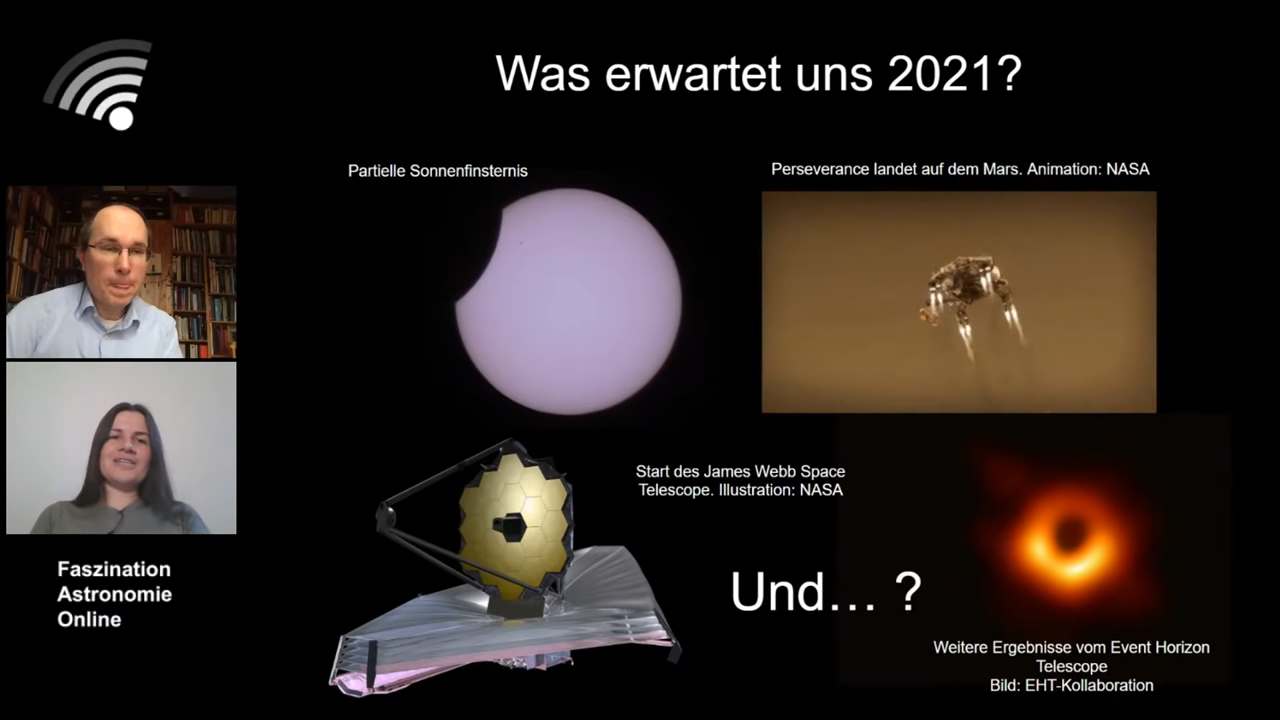 Was erwartet uns 2021?
Partielle Sonnenfinsternis
Perseverance landet auf dem Mars. Animation: NASA
Start des James Webb Space
Telescope. Illustration: NASA
Und... ?
Weitere Ergebnisse vom Event Horizon
Telescope
Bild: EHT-Kollaboration
Faszination
Astronomie
Online